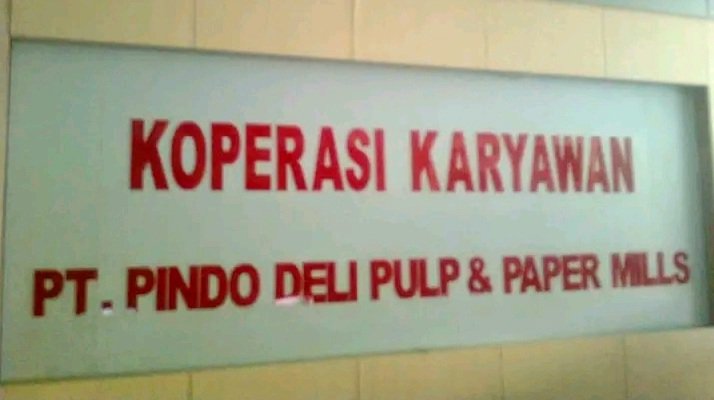 KOPERASI KARYAWAN
PT. PINDO DELI PULP & PAPER MILLS